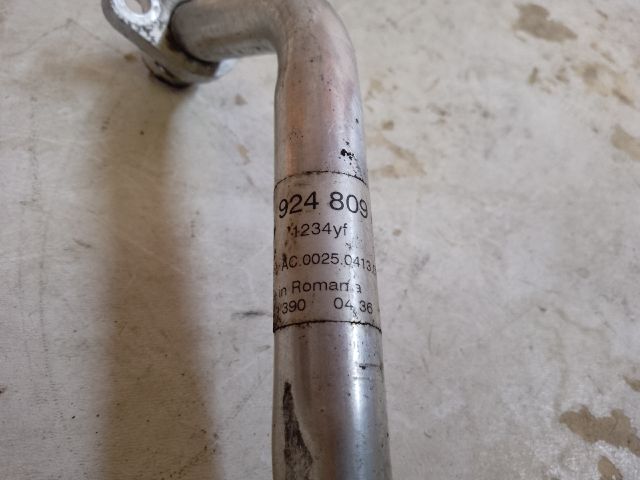 924 809
1234yf
AC.0025.0413
in Romania
390 04 36